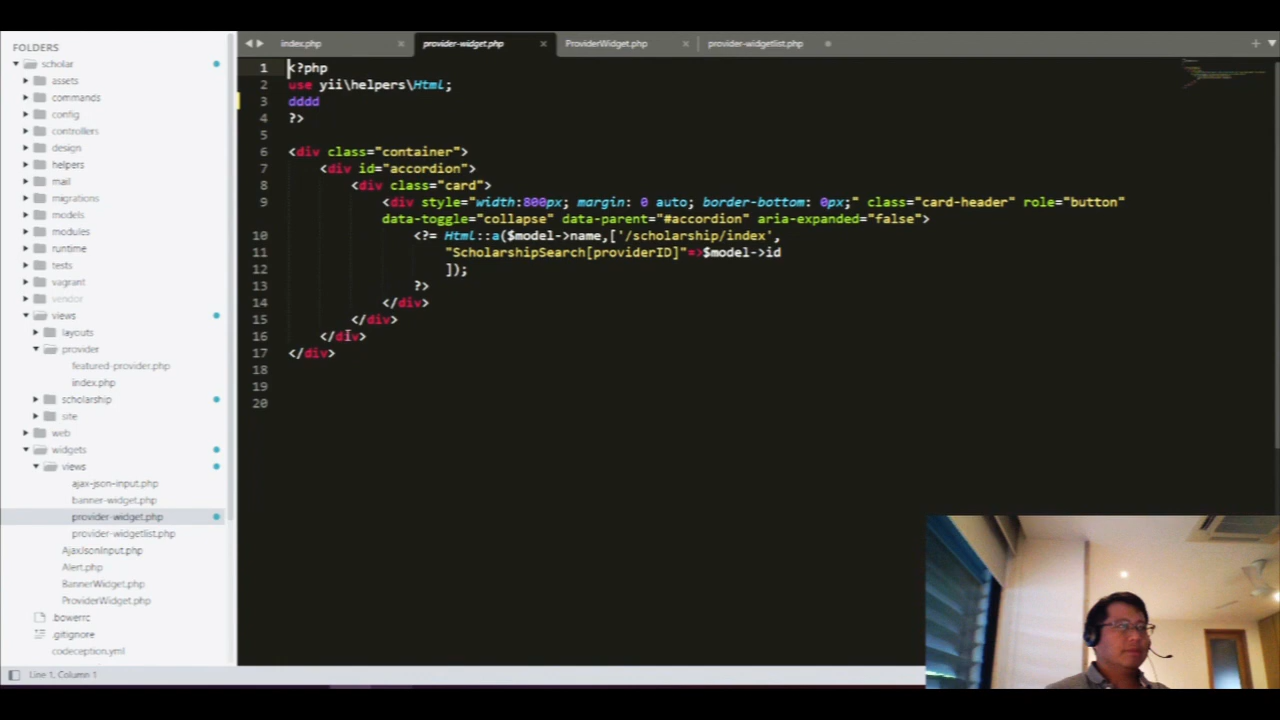 FOLDERS
scholar
assets
commands
config
controllers
design
helpers
mail
migrations
models
modules
runtime
tests
vagrant
vendor
views
layouts
provider
featured-provider.php
index.php
scholarship
site
web
widgets
views
ajax-json-input.php
banner-widget.php
provider-widget.php
provider-widgetlist.php
AjaxJsonInput.php
Alert.php
BannerWidget.php
ProviderWidget.php
.bowerrc
.gitignore
codeception.yml
index.php × provider-widget.php × ProviderWidget.php × provider-widgetlist.php
1 <?php
2 use yii\helpers\Html;
3 dddd
4 ?>
5
6 <div class="container">
7 <div id="accordion">
8 <div class="card">
9 <div style="width:800px; margin: 0 auto; border-bottom: 0px;" class="card-header" role="button"
data-toggle="collapse" data-parent="#accordion" aria-expanded="false">
10 <?= Html::a($model->name,['/scholarship/index',
11 "ScholarshipSearch[providerID]"=>$model->id
12 ]);
13 ?>
14 </div>
15 </div>
16 </div>
17 </div>
18
19
20
Line 1, Column 1